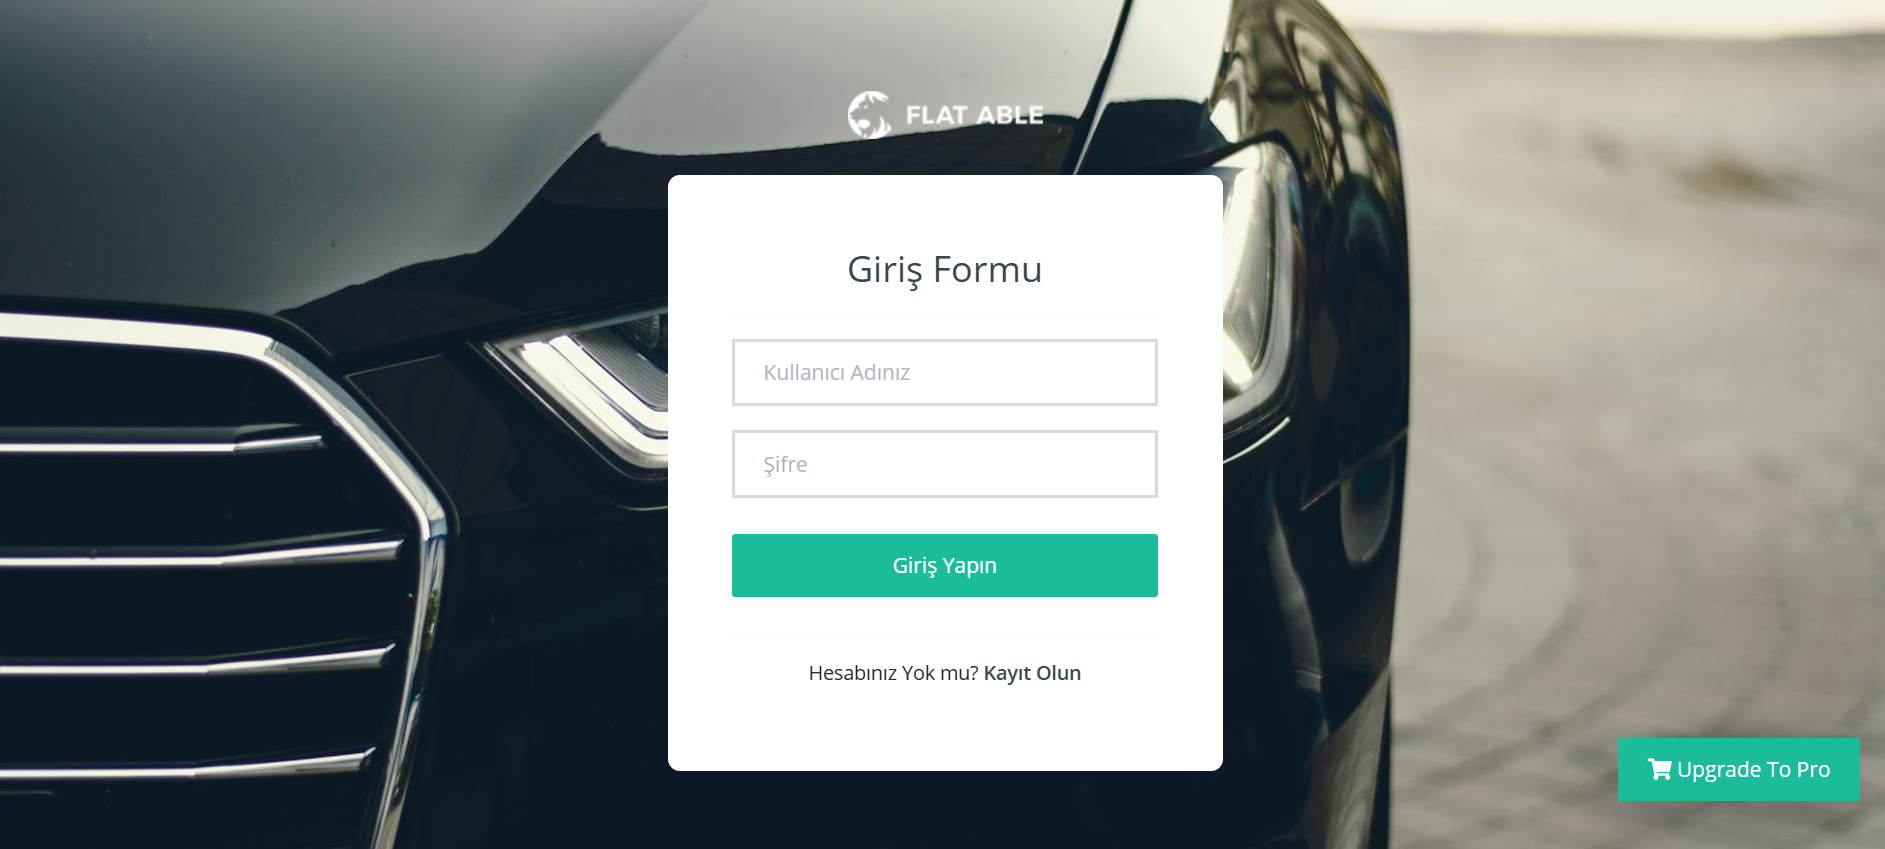 FLAT ABLE
Giriş Formu
Kullanıcı Adınız
Şifre
Giriş Yapın
Hesabınız Yok mu? Kayıt Olun
Upgrade To Pro